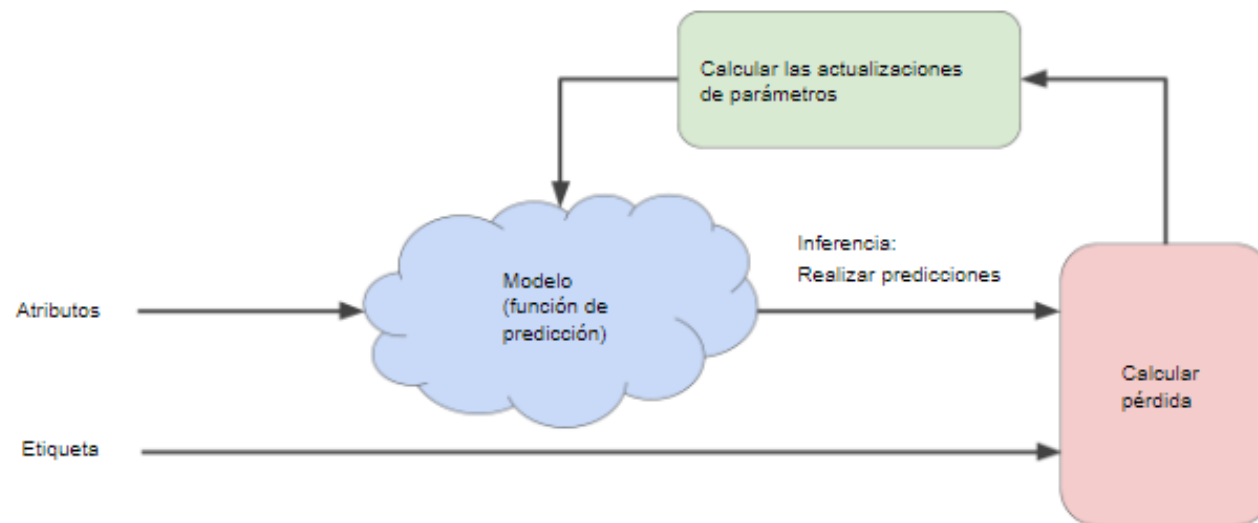 Calcular las actualizaciones
de parámetros
Inferencia:
Realizar predicciones
Modelo
(función de
predicción)
Atributos
Calcular
pérdida
Etiqueta